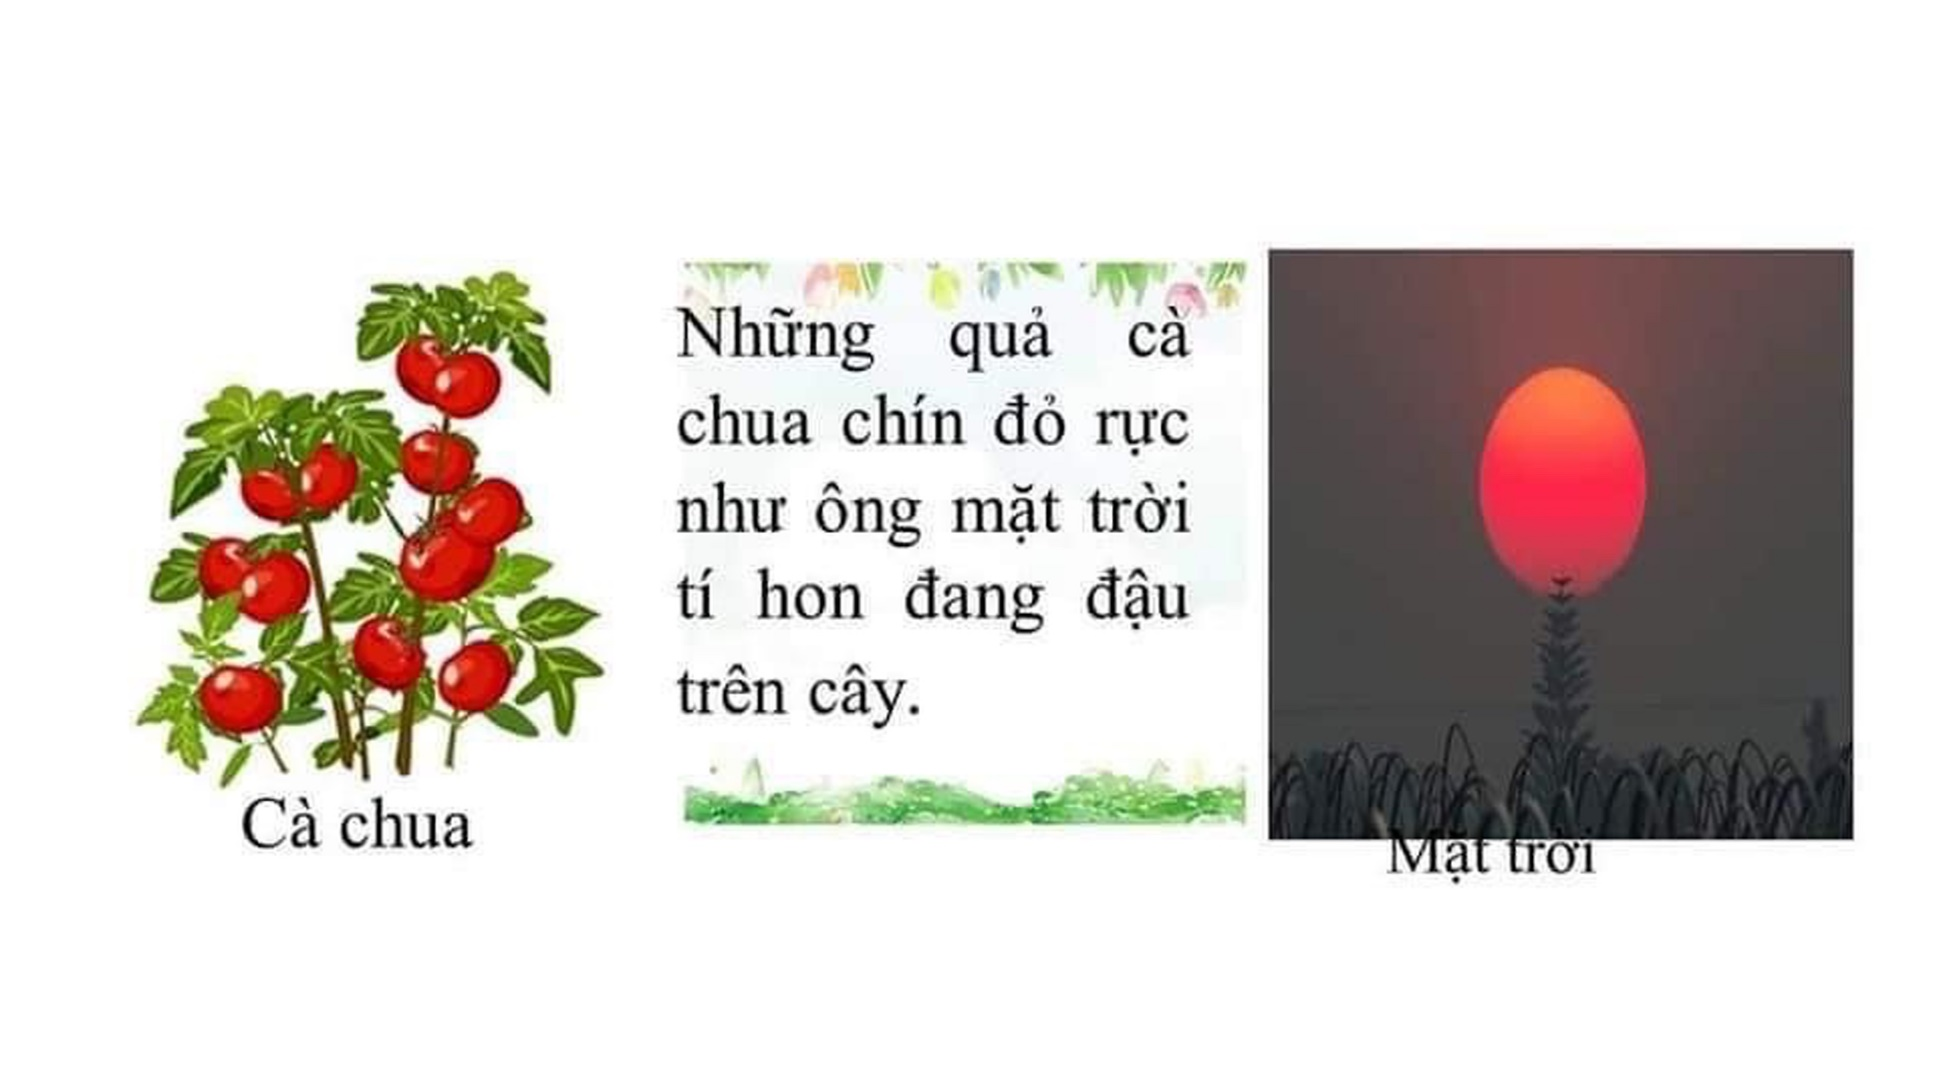 Những quả cà
chua chín đỏ rực
như ông mặt trời
tí hon đang đậu
trên cây.
Cà chua
Mặt trời